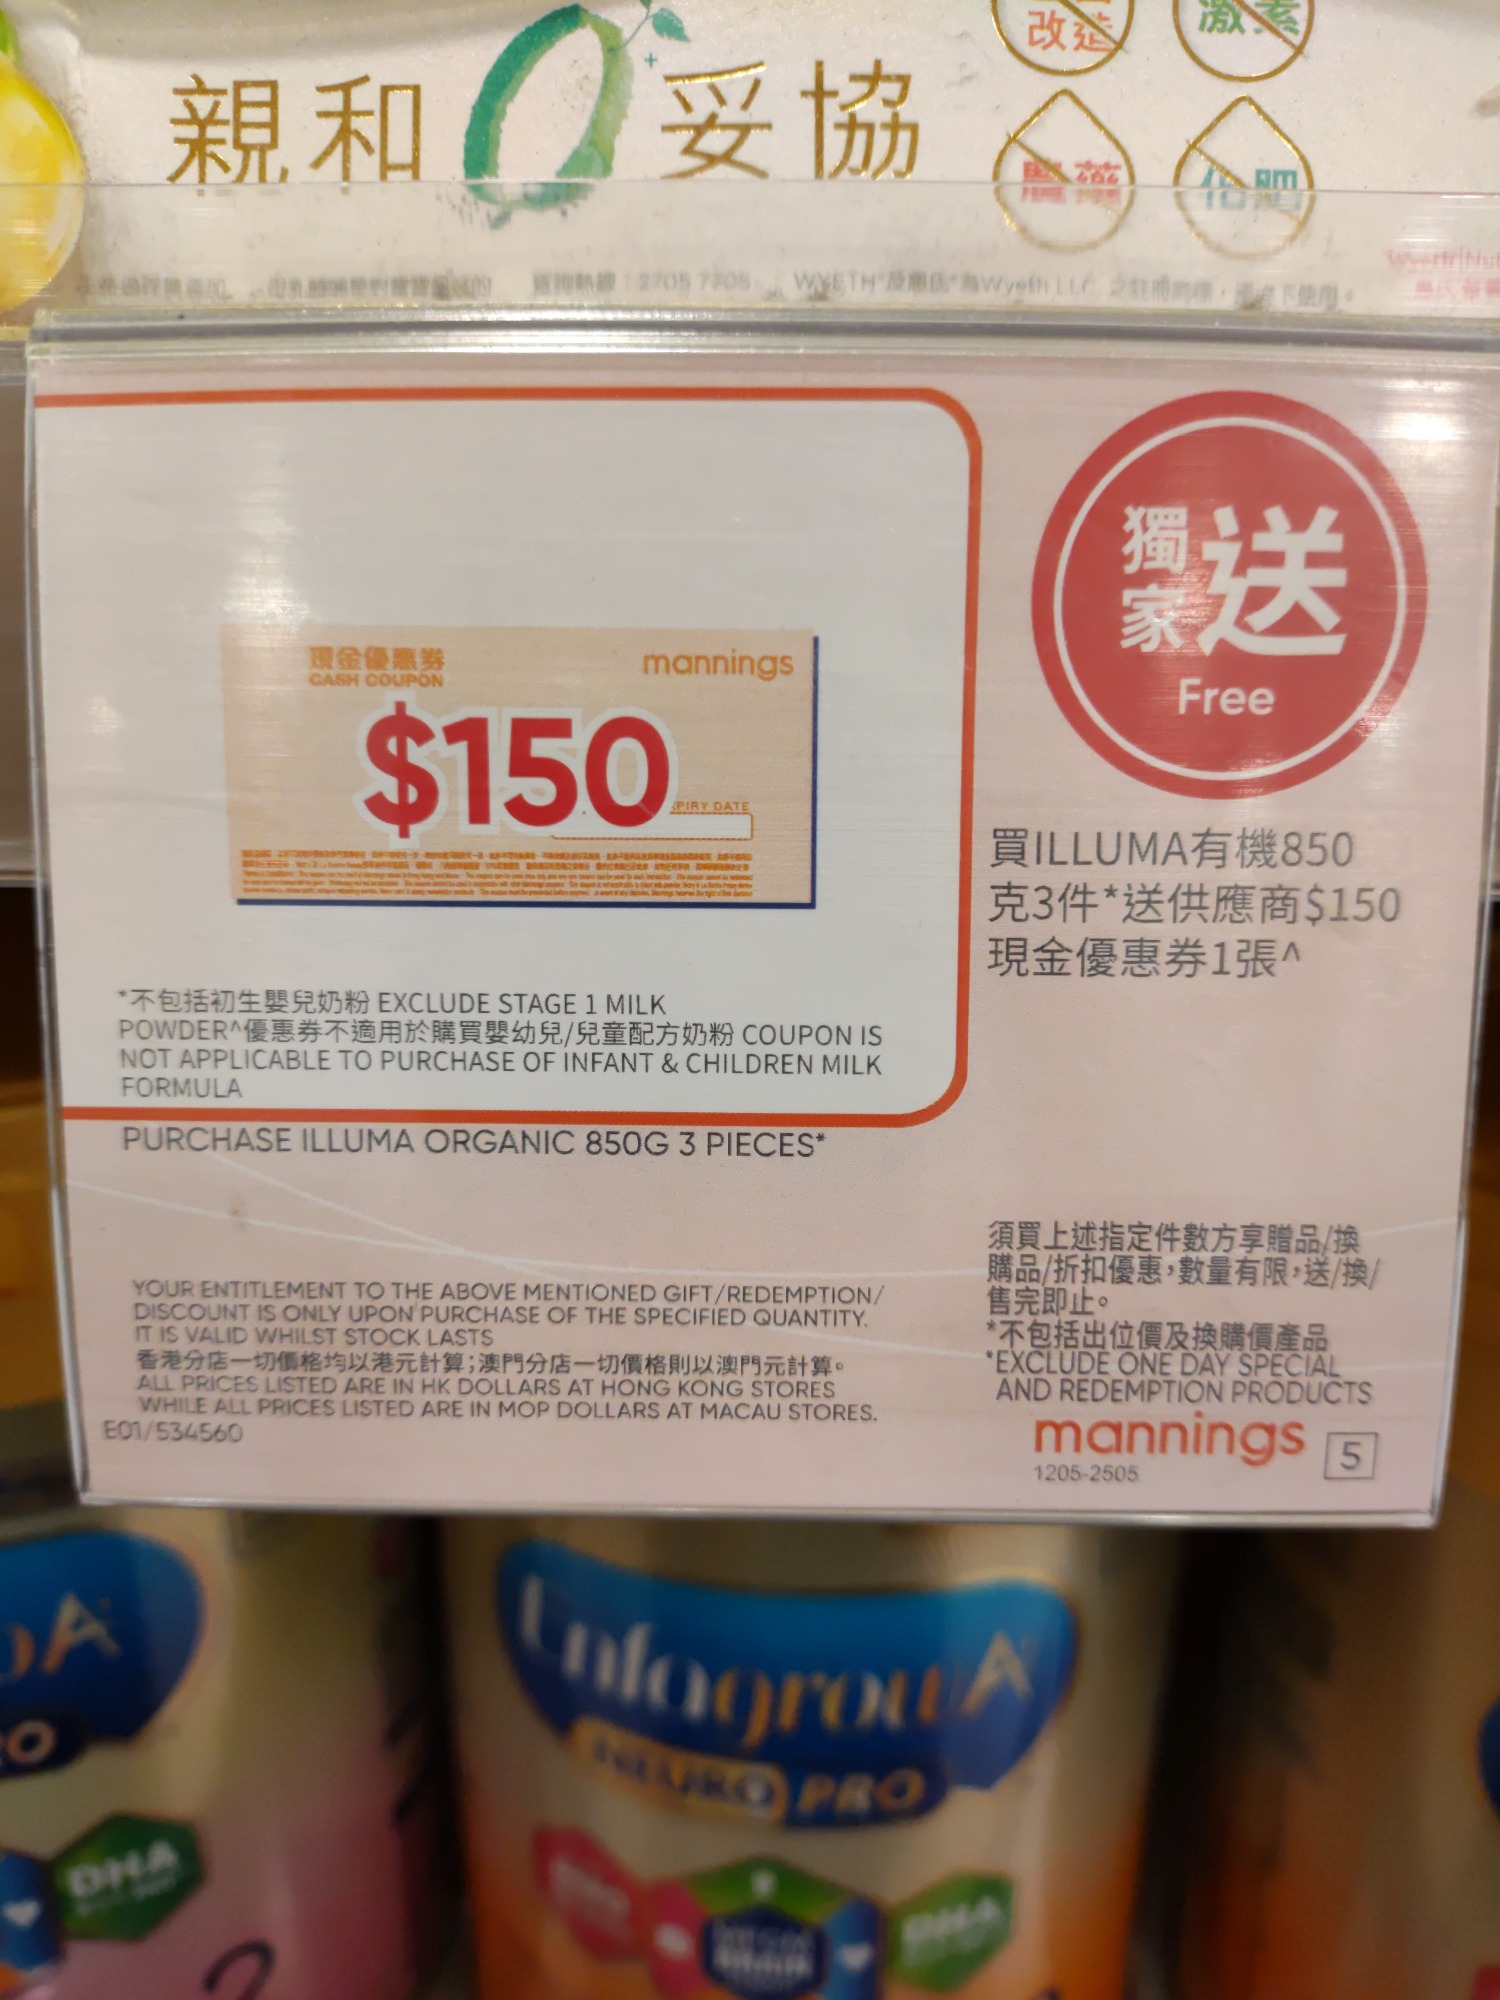 改造
激素
親和
妥協
化肥
查詢熱線：2705 7705
獨家送
Free
現金優惠券
CASH COUPON
mannings
$150
PIRY DATE
買ILLUMA有機850
克3件*送供應商$150
現金優惠券1張^
*不包括初生嬰兒奶粉 EXCLUDE STAGE 1 MILK
POWDER^優惠券不適用於購買嬰幼兒/兒童配方奶粉 COUPON IS
NOT APPLICABLE TO PURCHASE OF INFANT & CHILDREN MILK
FORMULA
PURCHASE ILLUMA ORGANIC 850G 3 PIECES*
須買上述指定件數方享贈品/換
購品/折扣優惠，數量有限，送/換/
售完即止。
*不包括出位價及換購價產品
*EXCLUDE ONE DAY SPECIAL
AND REDEMPTION PRODUCTS
YOUR ENTITLEMENT TO THE ABOVE MENTIONED GIFT/REDEMPTION/
DISCOUNT IS ONLY UPON PURCHASE OF THE SPECIFIED QUANTITY.
IT IS VALID WHILST STOCK LASTS
香港分店一切價格均以港元計算；澳門分店一切價格則以澳門元計算。
ALL PRICES LISTED ARE IN HK DOLLARS AT HONG KONG STORES
WHILE ALL PRICES LISTED ARE IN MOP DOLLARS AT MACAU STORES.
E01/534560
mannings 5
1205-2505
EnfagrowA
NEURO PRO
DHA
DHA